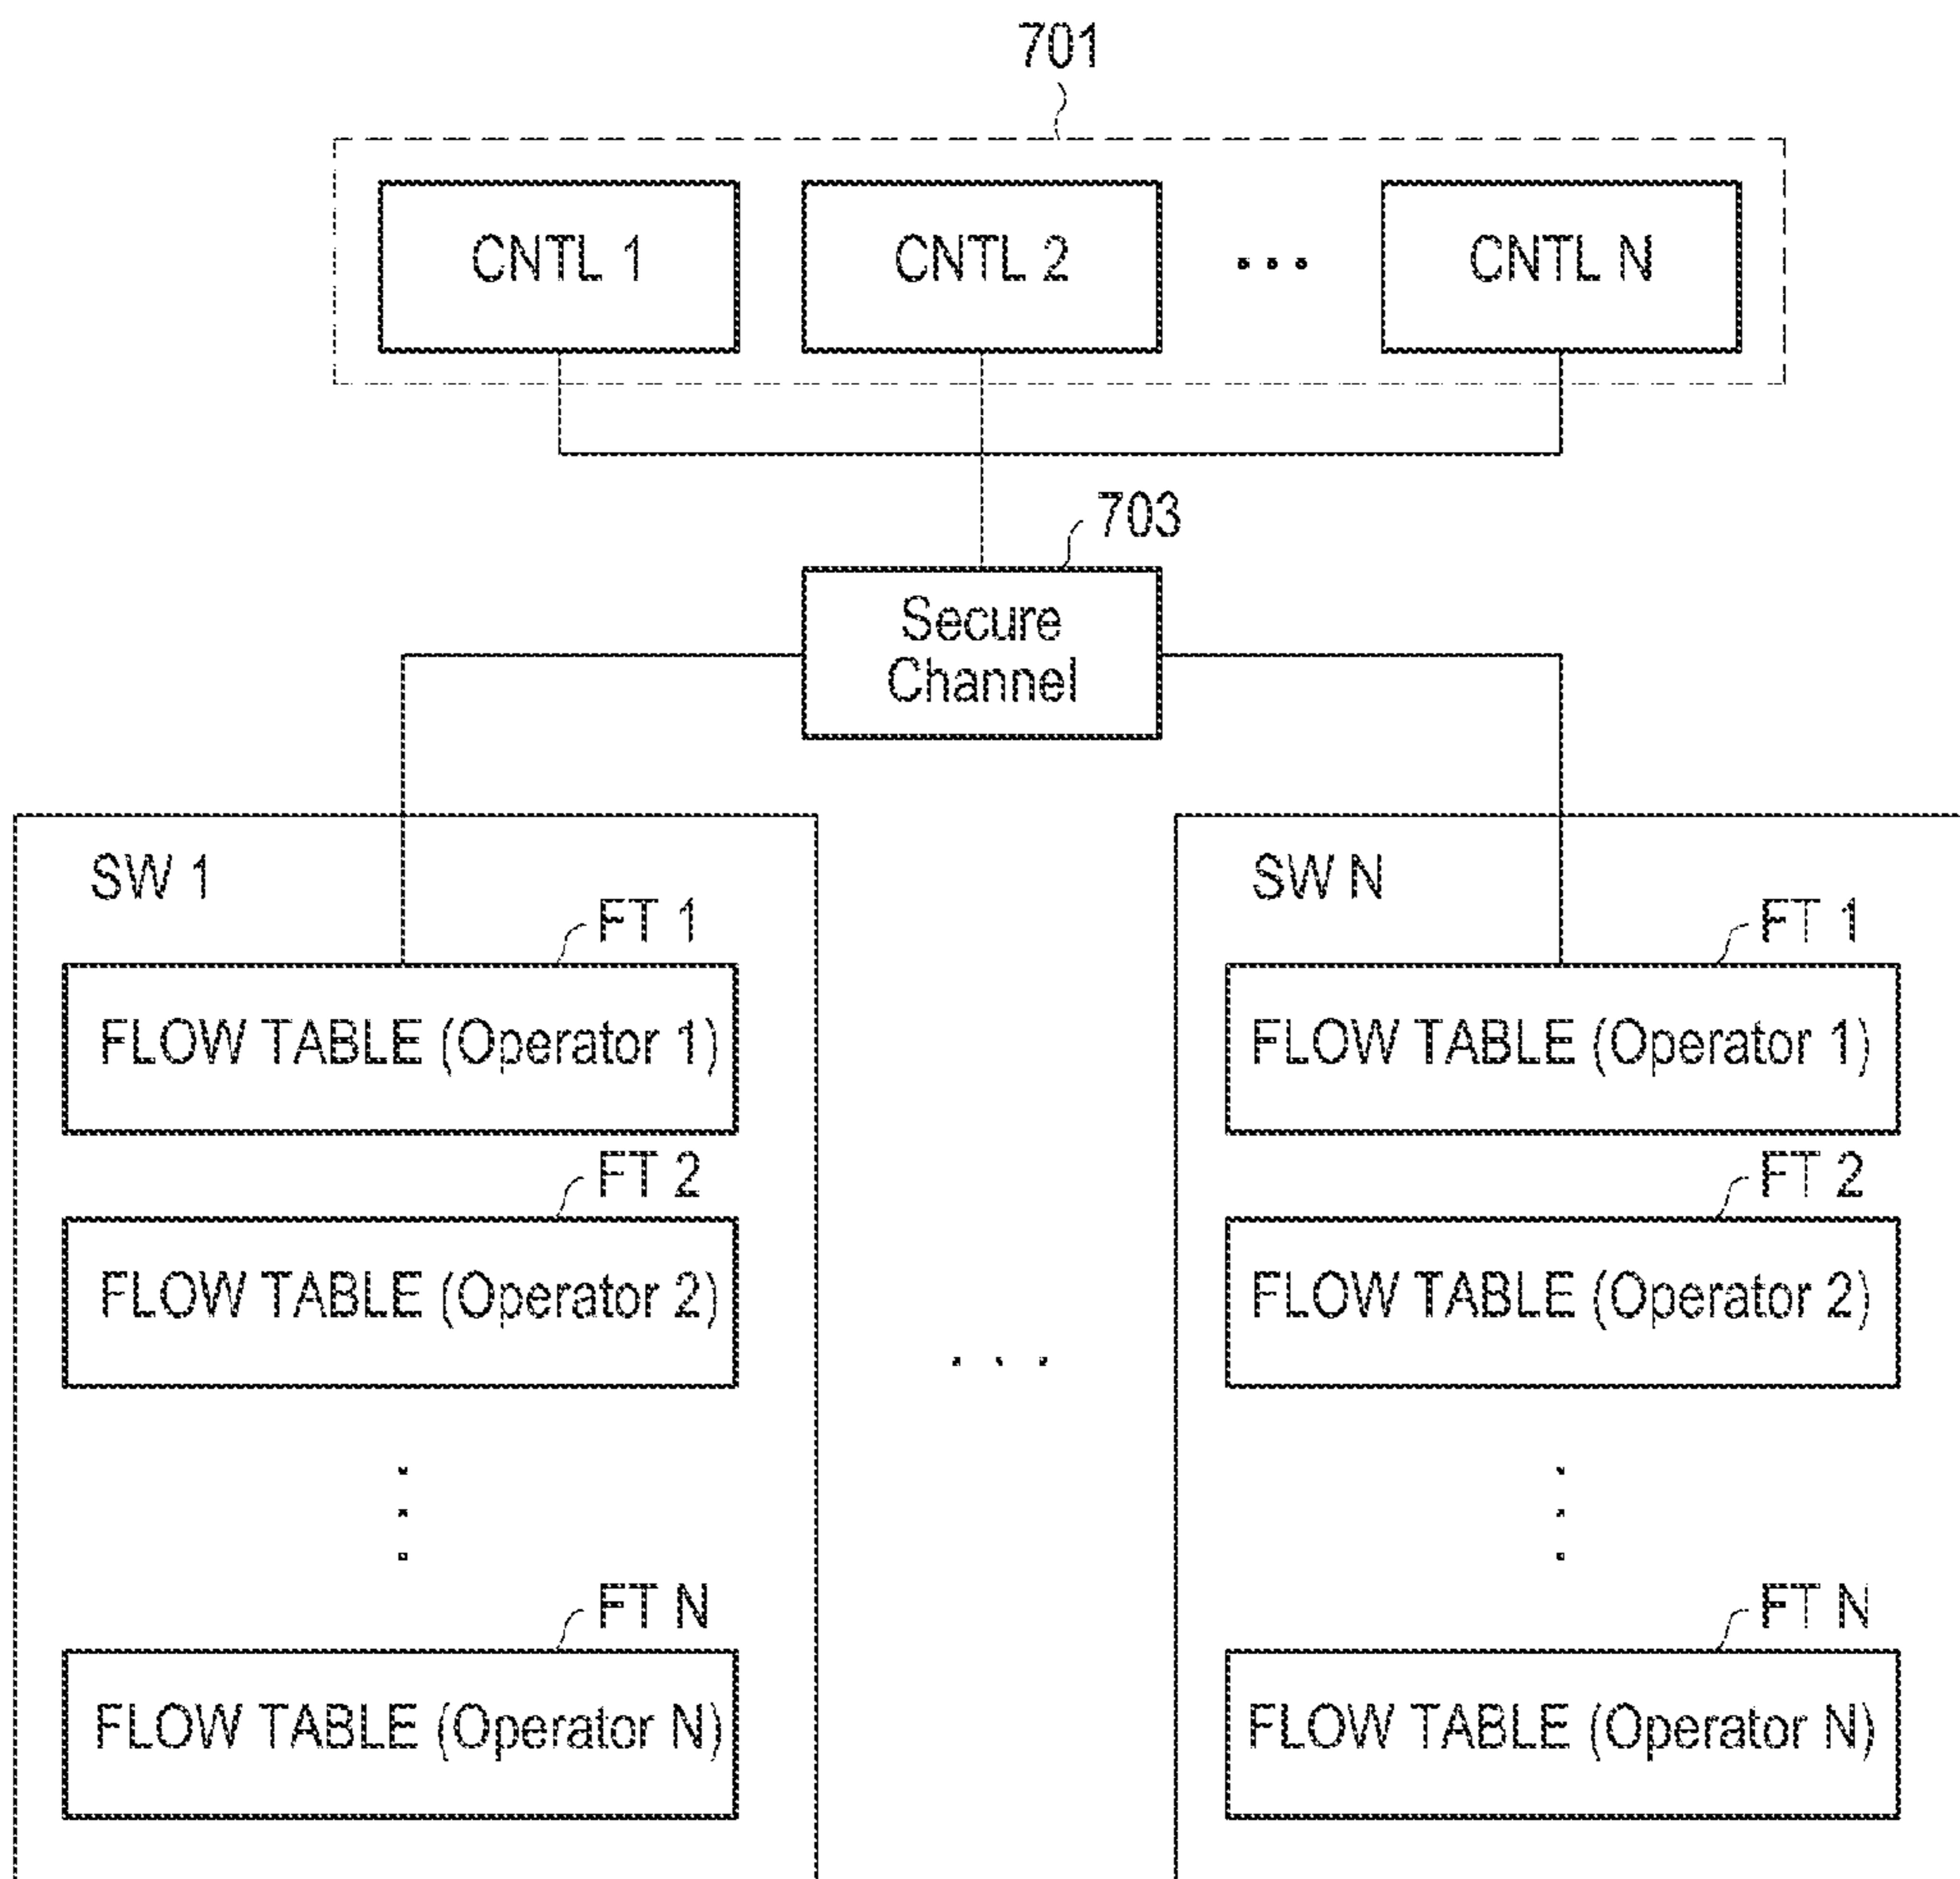 701
CNTL 1 CNTL 2 ... CNTL N
703
Secure
Channel
SW 1 SW N
FT 1 FT 1
FLOW TABLE (Operator 1) FLOW TABLE (Operator 1)
FT 2 FT 2
FLOW TABLE (Operator 2) FLOW TABLE (Operator 2)
. . .
FT N FT N
FLOW TABLE (Operator N) FLOW TABLE (Operator N)